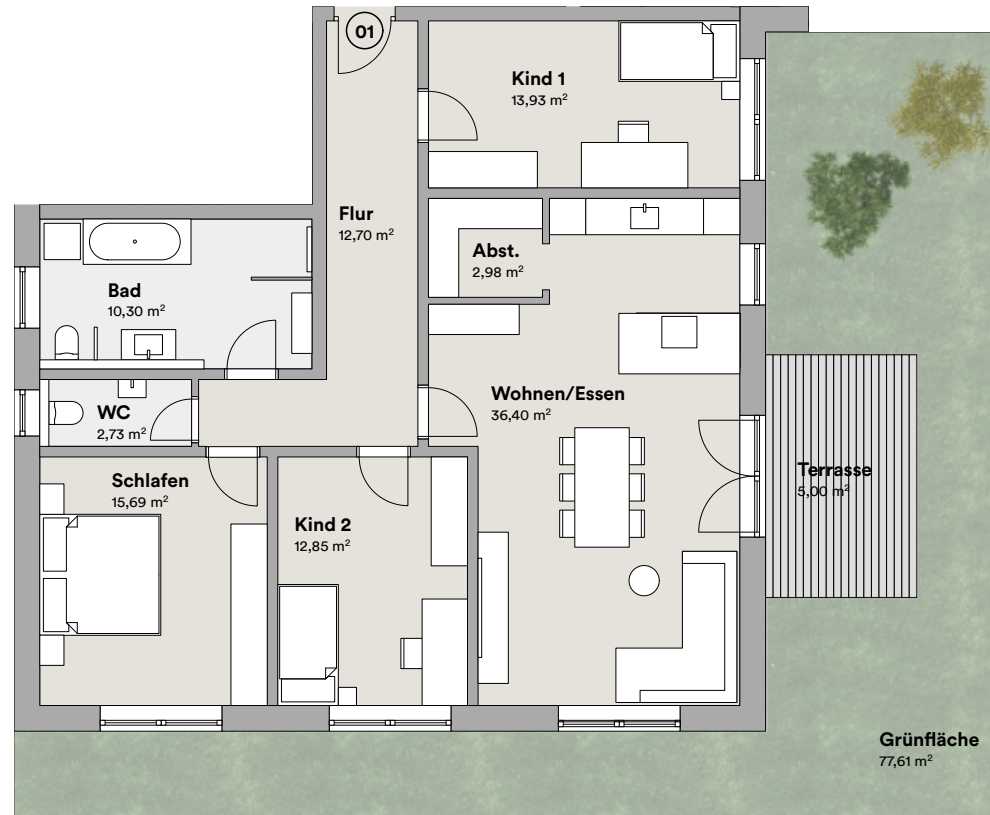 01
Kind 1
13,93 m²
Flur
12,70 m²
Abst.
2,98 m²
Bad
10,30 m²
Wohnen/Essen
36,40 m²
WC
2,73 m²
Schlafen
15,69 m²
Terrasse
5,00 m²
Kind 2
12,85 m²
Grünfläche
77,61 m²